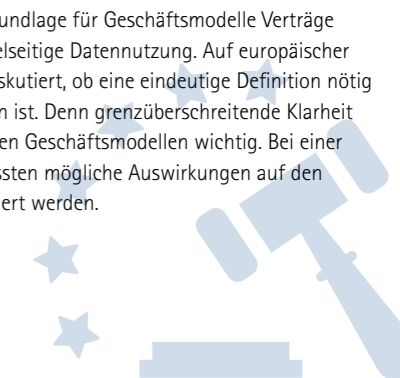 undlage für Geschäftsmodelle Verträge
elseitige Datennutzung. Auf europäischer
skutiert, ob eine eindeutige Definition nötig
n ist. Denn grenzüberschreitende Klarheit
en Geschäftsmodellen wichtig. Bei einer
ssten mögliche Auswirkungen auf den
ert werden.